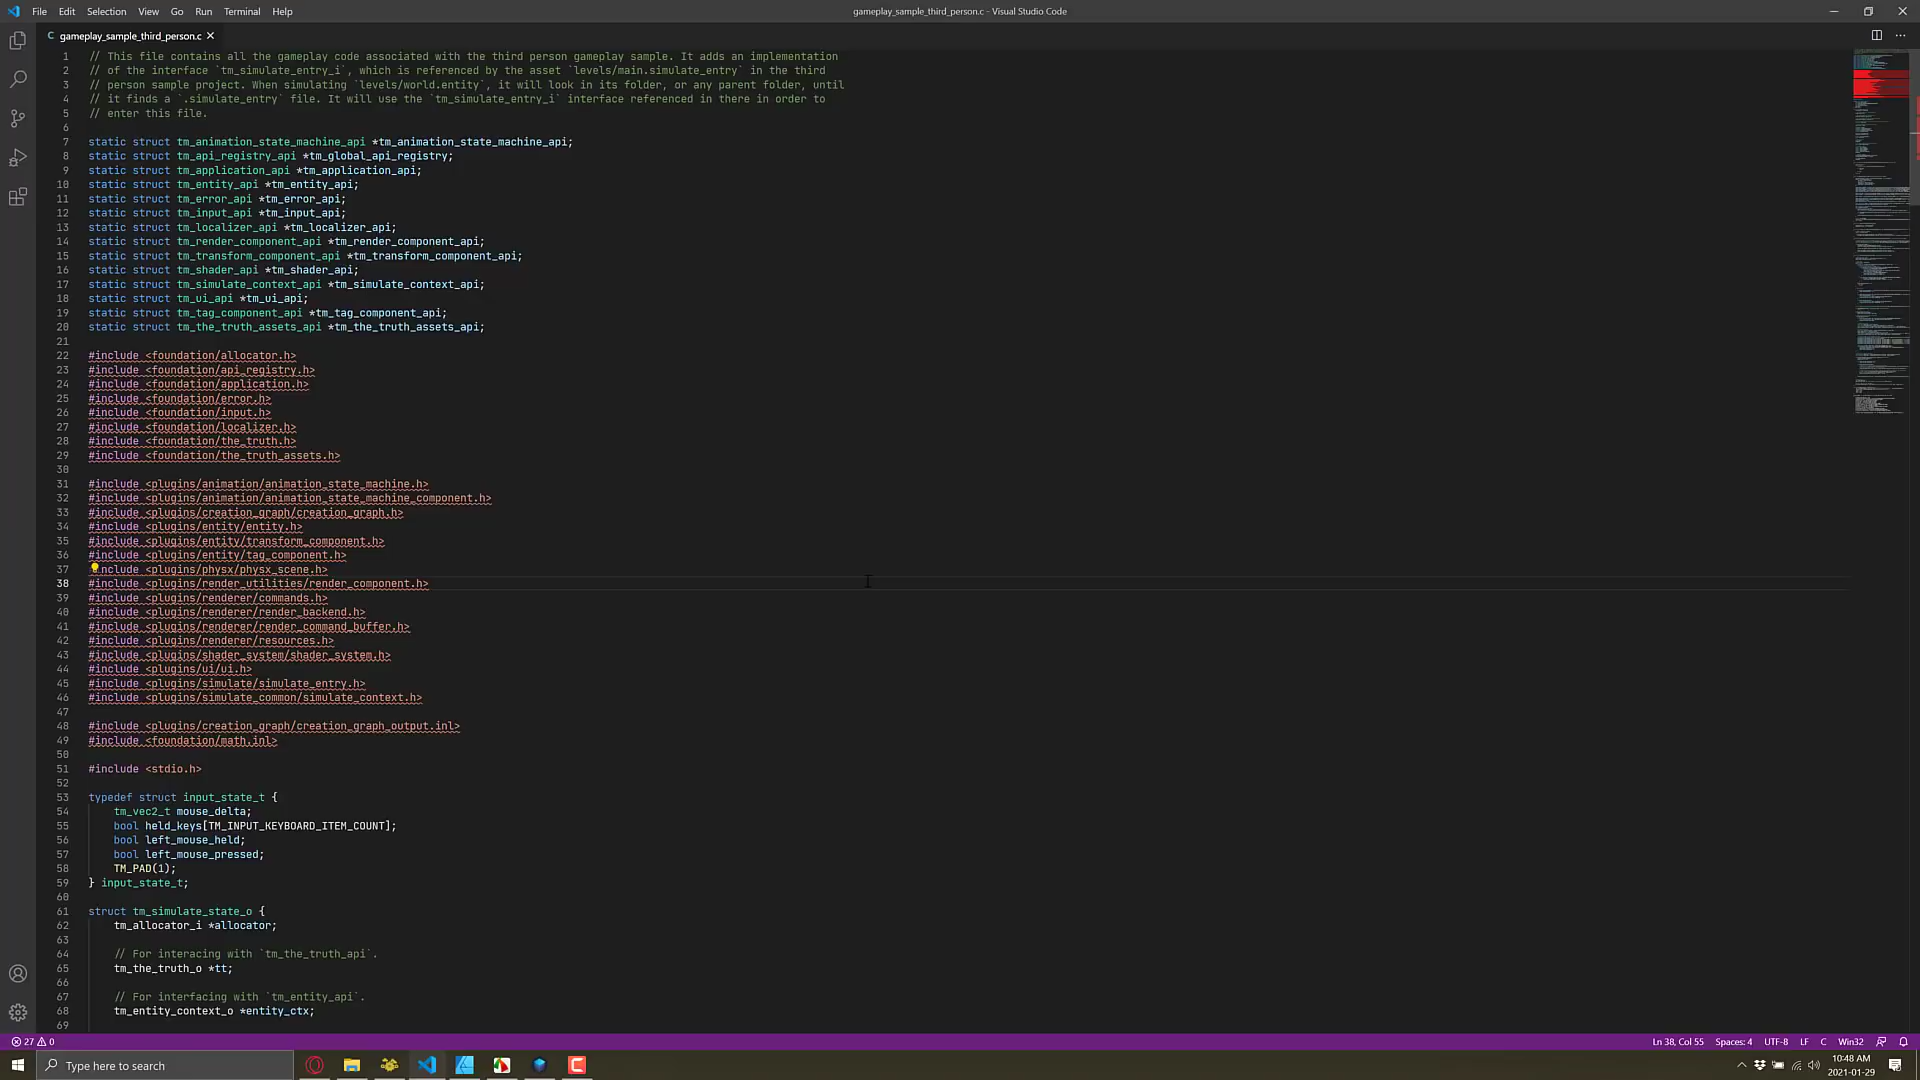 File Edit Selection View Go Run Terminal Help
gameplay_sample_third_person.c - Visual Studio Code
C gameplay_sample_third_person.c
1 // This file contains all the gameplay code associated with the third person gameplay sample. It adds an implementation
2 // of the interface `tm_simulate_entry_i`, which is referenced by the asset `levels/main.simulate_entry` in the third
3 // person sample project. When simulating `levels/world.entity`, it will look in its folder, or any parent folder, until
4 // it finds a `.simulate_entry` file. It will use the `tm_simulate_entry_i` interface referenced in there in order to
5 // enter this file.
6
7 static struct tm_animation_state_machine_api *tm_animation_state_machine_api;
8 static struct tm_api_registry_api *tm_global_api_registry;
9 static struct tm_application_api *tm_application_api;
10 static struct tm_entity_api *tm_entity_api;
11 static struct tm_error_api *tm_error_api;
12 static struct tm_input_api *tm_input_api;
13 static struct tm_localizer_api *tm_localizer_api;
14 static struct tm_render_component_api *tm_render_component_api;
15 static struct tm_transform_component_api *tm_transform_component_api;
16 static struct tm_shader_api *tm_shader_api;
17 static struct tm_simulate_context_api *tm_simulate_context_api;
18 static struct tm_ui_api *tm_ui_api;
19 static struct tm_tag_component_api *tm_tag_component_api;
20 static struct tm_the_truth_assets_api *tm_the_truth_assets_api;
21
22 #include <foundation/allocator.h>
23 #include <foundation/api_registry.h>
24 #include <foundation/application.h>
25 #include <foundation/error.h>
26 #include <foundation/input.h>
27 #include <foundation/localizer.h>
28 #include <foundation/the_truth.h>
29 #include <foundation/the_truth_assets.h>
30
31 #include <plugins/animation/animation_state_machine.h>
32 #include <plugins/animation/animation_state_machine_component.h>
33 #include <plugins/creation_graph/creation_graph.h>
34 #include <plugins/entity/entity.h>
35 #include <plugins/entity/transform_component.h>
36 #include <plugins/entity/tag_component.h>
37 nclude <plugins/physx/physx_scene.h>
38 #include <plugins/render_utilities/render_component.h>
39 #include <plugins/renderer/commands.h>
40 #include <plugins/renderer/render_backend.h>
41 #include <plugins/renderer/render_command_buffer.h>
42 #include <plugins/renderer/resources.h>
43 #include <plugins/shader_system/shader_system.h>
44 #include <plugins/ui/ui.h>
45 #include <plugins/simulate/simulate_entry.h>
46 #include <plugins/simulate_common/simulate_context.h>
47
48 #include <plugins/creation_graph/creation_graph_output.inl>
49 #include <foundation/math.inl>
50
51 #include <stdio.h>
52
53 typedef struct input_state_t {
54 tm_vec2_t mouse_delta;
55 bool held_keys[TM_INPUT_KEYBOARD_ITEM_COUNT];
56 bool left_mouse_held;
57 bool left_mouse_pressed;
58 TM_PAD(1);
59 } input_state_t;
60
61 struct tm_simulate_state_o {
62 tm_allocator_i *allocator;
63
64 // For interacing with `tm_the_truth_api`.
65 tm_the_truth_o *tt;
66
67 // For interfacing with `tm_entity_api`.
68 tm_entity_context_o *entity_ctx;
69
27 0 Ln 38, Col 55 Spaces: 4 UTF-8 LF C Win32
Type here to search
10:48 AM
2021-01-29